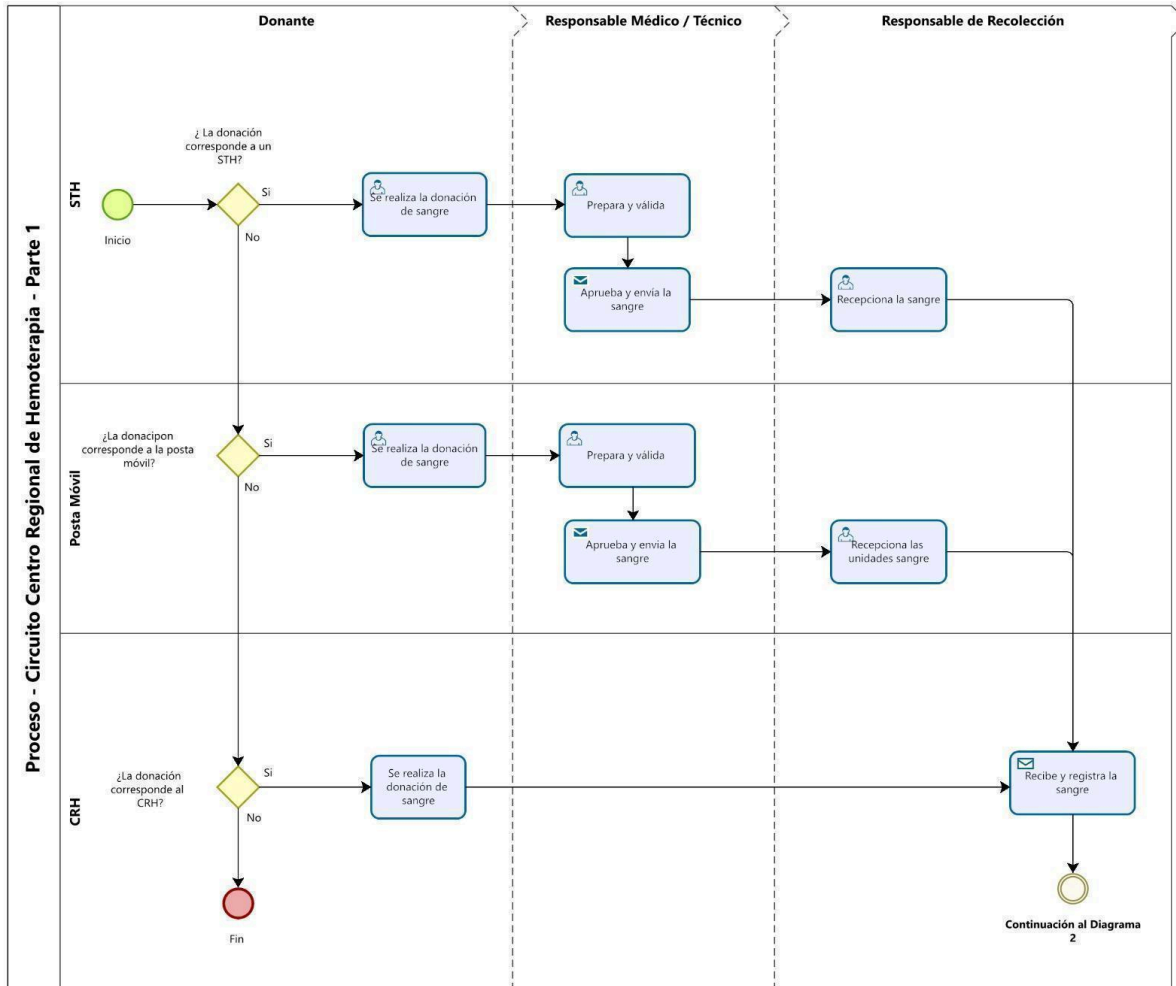 Proceso - Circuito Centro Regional de Hemoterapia - Parte 1
Donante
Responsable Médico / Técnico
Responsable de Recolección
STH
Inicio
¿ La donación
corresponde a un
STH?
Si
No
Se realiza la donación
de sangre
Prepara y válida
Aprueba y envía la
sangre
Recepciona la sangre
Posta Móvil
¿La donacipon
corresponde a la posta
móvil?
Si
No
Se realiza la donación
de sangre
Prepara y válida
Aprueba y envia la
sangre
Recepciona las
unidades sangre
CRH
¿La donación
corresponde al
CRH?
Si
No
Se realiza la
donación de
sangre
Recibe y registra la
sangre
Fin
Continuación al Diagrama
2